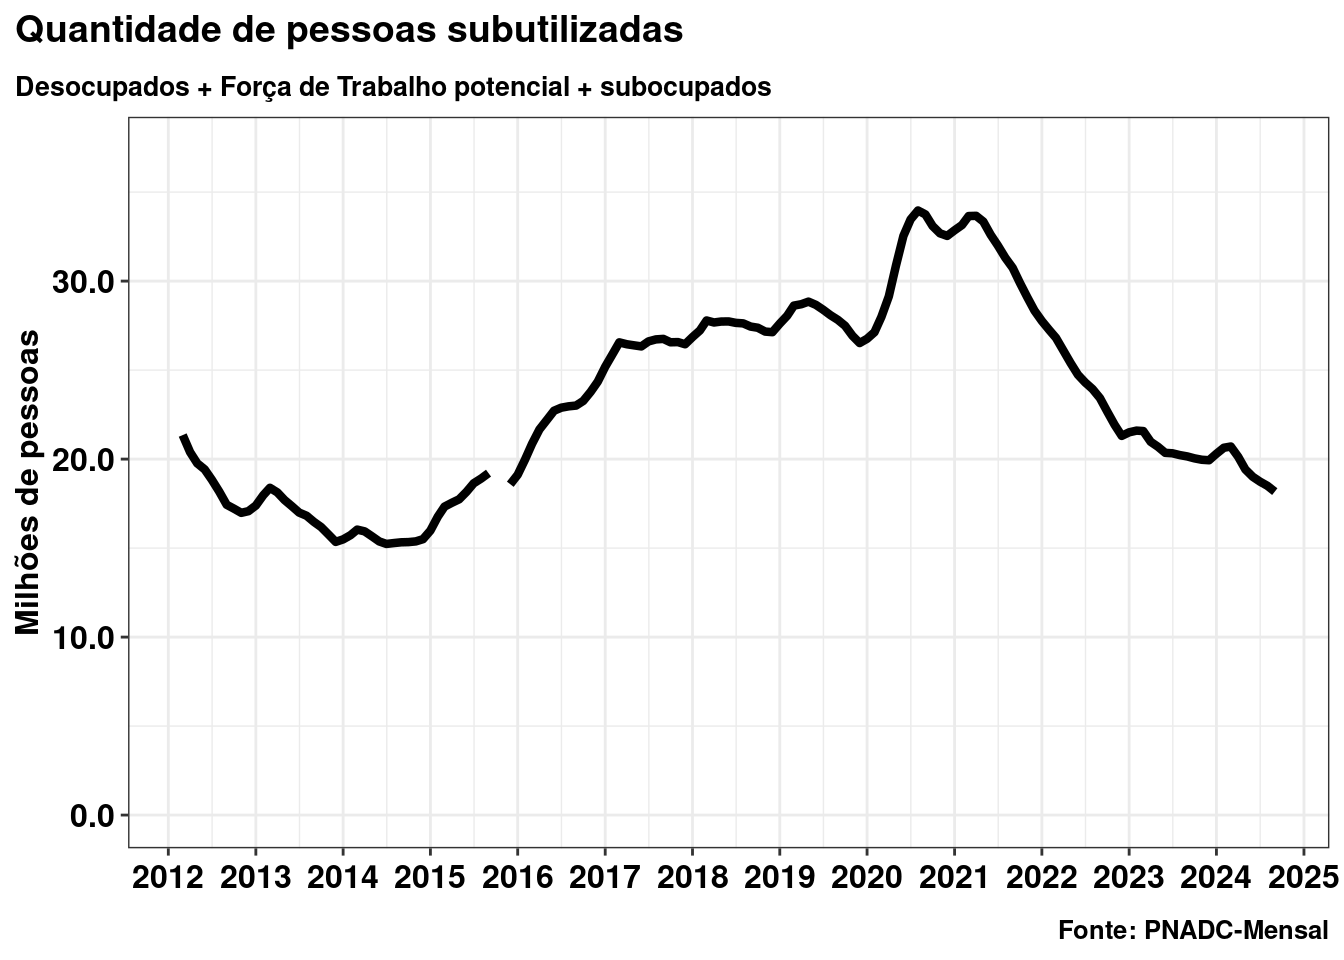 Quantidade de pessoas subutilizadas
Desocupados + Força de Trabalho potencial + subocupados
Milhões de pessoas
30.0
20.0
10.0
0.0
2012 2013 2014 2015 2016 2017 2018 2019 2020 2021 2022 2023 2024 2025
Fonte: PNADC-Mensal